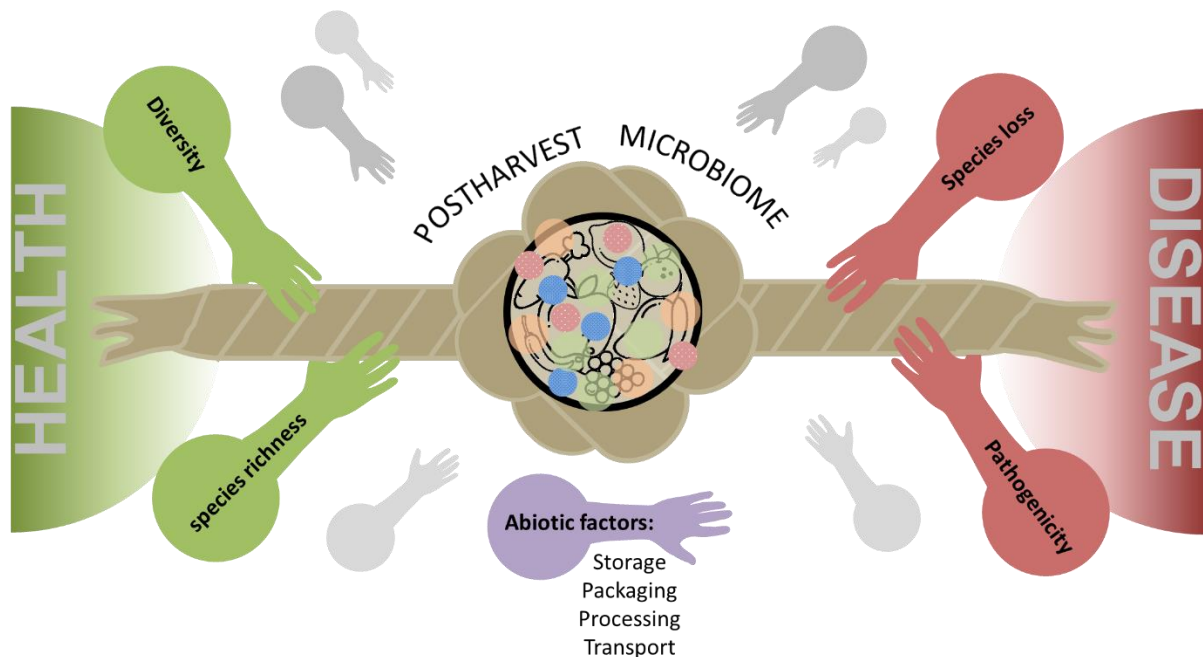 HEALTH
Diversity
species richness
POSTHARVEST MICROBIOME
Abiotic factors:
Storage
Packaging
Processing
Transport
Species loss
Pathogenicity
DISEASE